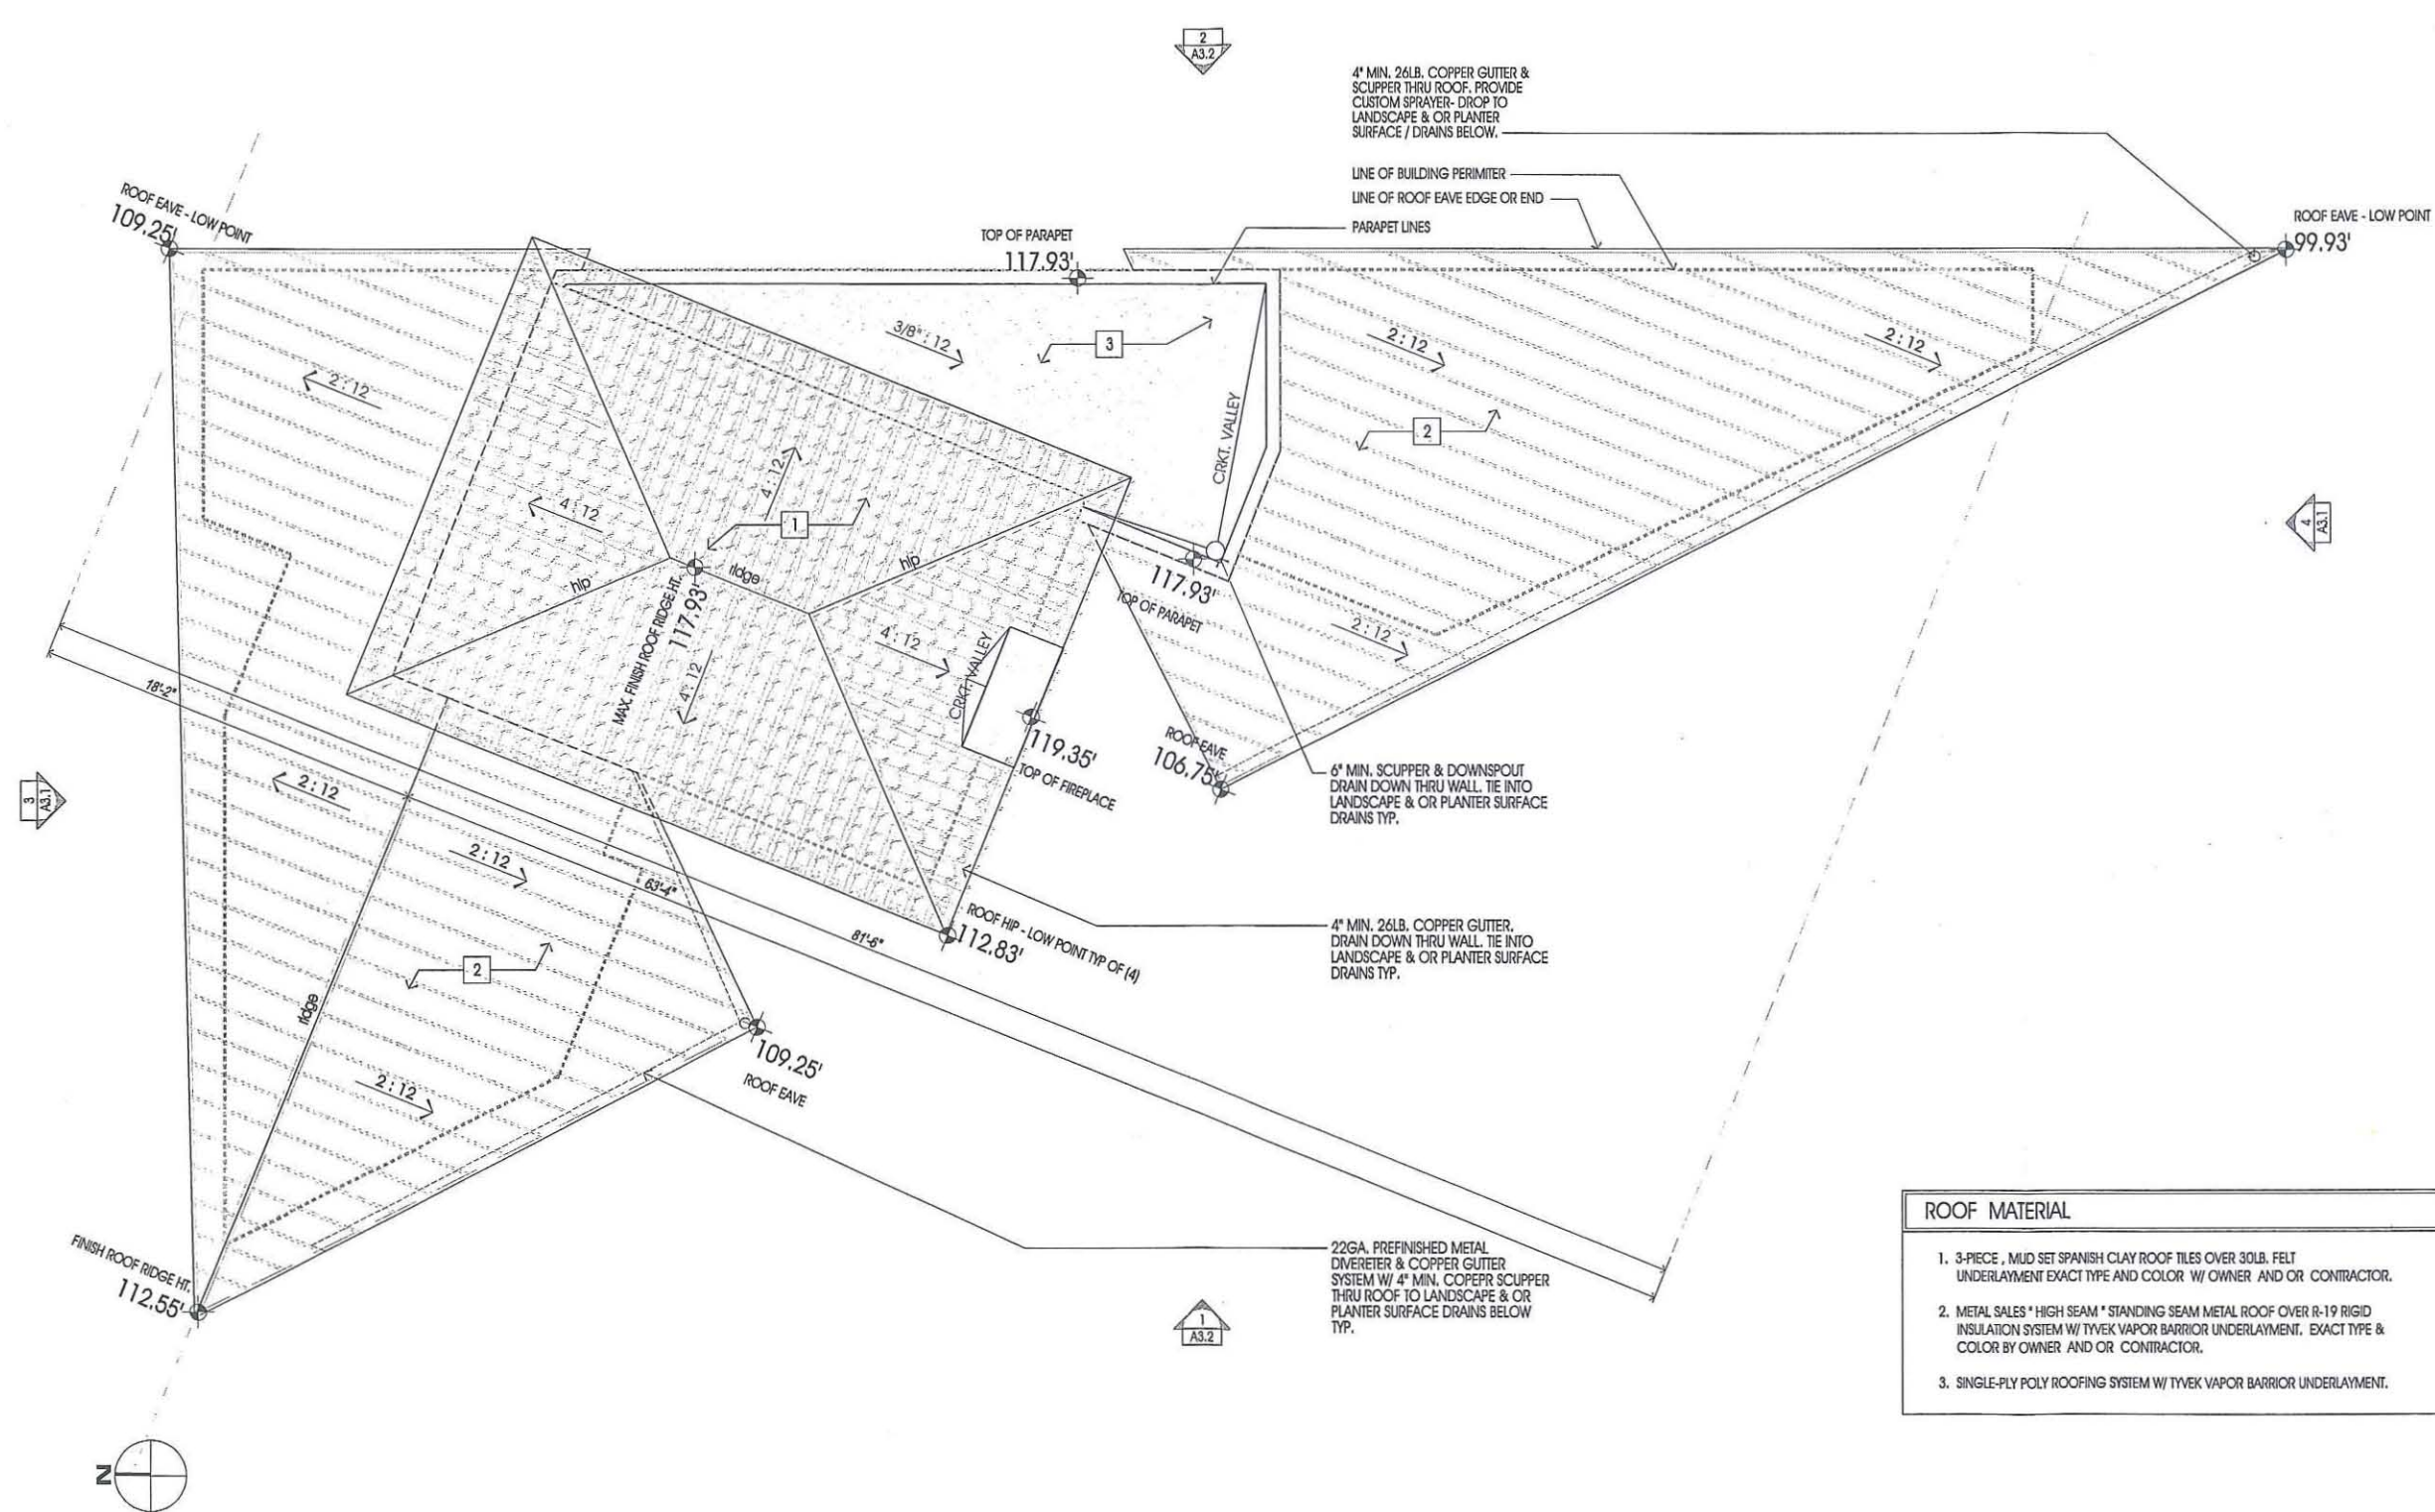 2
A3.2
4" MIN. 26LB. COPPER GUTTER &
SCUPPER THRU ROOF. PROVIDE
CUSTOM SPRAYER- DROP TO
LANDSCAPE & OR PLANTER
SURFACE / DRAINS BELOW.
LINE OF BUILDING PERIMITER
LINE OF ROOF EAVE EDGE OR END
PARAPET LINES
ROOF EAVE - LOW POINT
109.25'
TOP OF PARAPET
117.93'
ROOF EAVE - LOW POINT
99.93'
3/8" : 12
3
2 : 12
2 : 12
2 : 12
2
CRKT. VALLEY
4 : 12
4 : 12
1
hip
ridge
hip
MAX. FINISH ROOF RIDGE HT.
117.93'
4 : 12
4 : 12
CRKT. VALLEY
117.93'
TOP OF PARAPET
2 : 12
4
A3.1
119.35'
TOP OF FIREPLACE
ROOF EAVE
106.75'
6" MIN. SCUPPER & DOWNSPOUT
DRAIN DOWN THRU WALL. TIE INTO
LANDSCAPE & OR PLANTER SURFACE
DRAINS TYP.
18'-2"
3
A3.1
2 : 12
2 : 12
63'-4"
81'-6"
ROOF HIP - LOW POINT TYP OF (4)
112.83'
4" MIN. 26LB. COPPER GUTTER.
DRAIN DOWN THRU WALL. TIE INTO
LANDSCAPE & OR PLANTER SURFACE
DRAINS TYP.
2
ridge
2 : 12
109.25'
ROOF EAVE
FINISH ROOF RIDGE HT.
112.55'
22GA. PREFINISHED METAL
DIVERETER & COPPER GUTTER
SYSTEM W/ 4" MIN. COPEPR SCUPPER
THRU ROOF TO LANDSCAPE & OR
PLANTER SURFACE DRAINS BELOW
TYP.
1
A3.2
ROOF MATERIAL
1. 3-PIECE , MUD SET SPANISH CLAY ROOF TILES OVER 30LB. FELT
UNDERLAYMENT EXACT TYPE AND COLOR W/ OWNER AND OR CONTRACTOR.
2. METAL SALES " HIGH SEAM " STANDING SEAM METAL ROOF OVER R-19 RIGID
INSULATION SYSTEM W/ TYVEK VAPOR BARRIOR UNDERLAYMENT. EXACT TYPE &
COLOR BY OWNER AND OR CONTRACTOR.
3. SINGLE-PLY POLY ROOFING SYSTEM W/ TYVEK VAPOR BARRIOR UNDERLAYMENT.
N